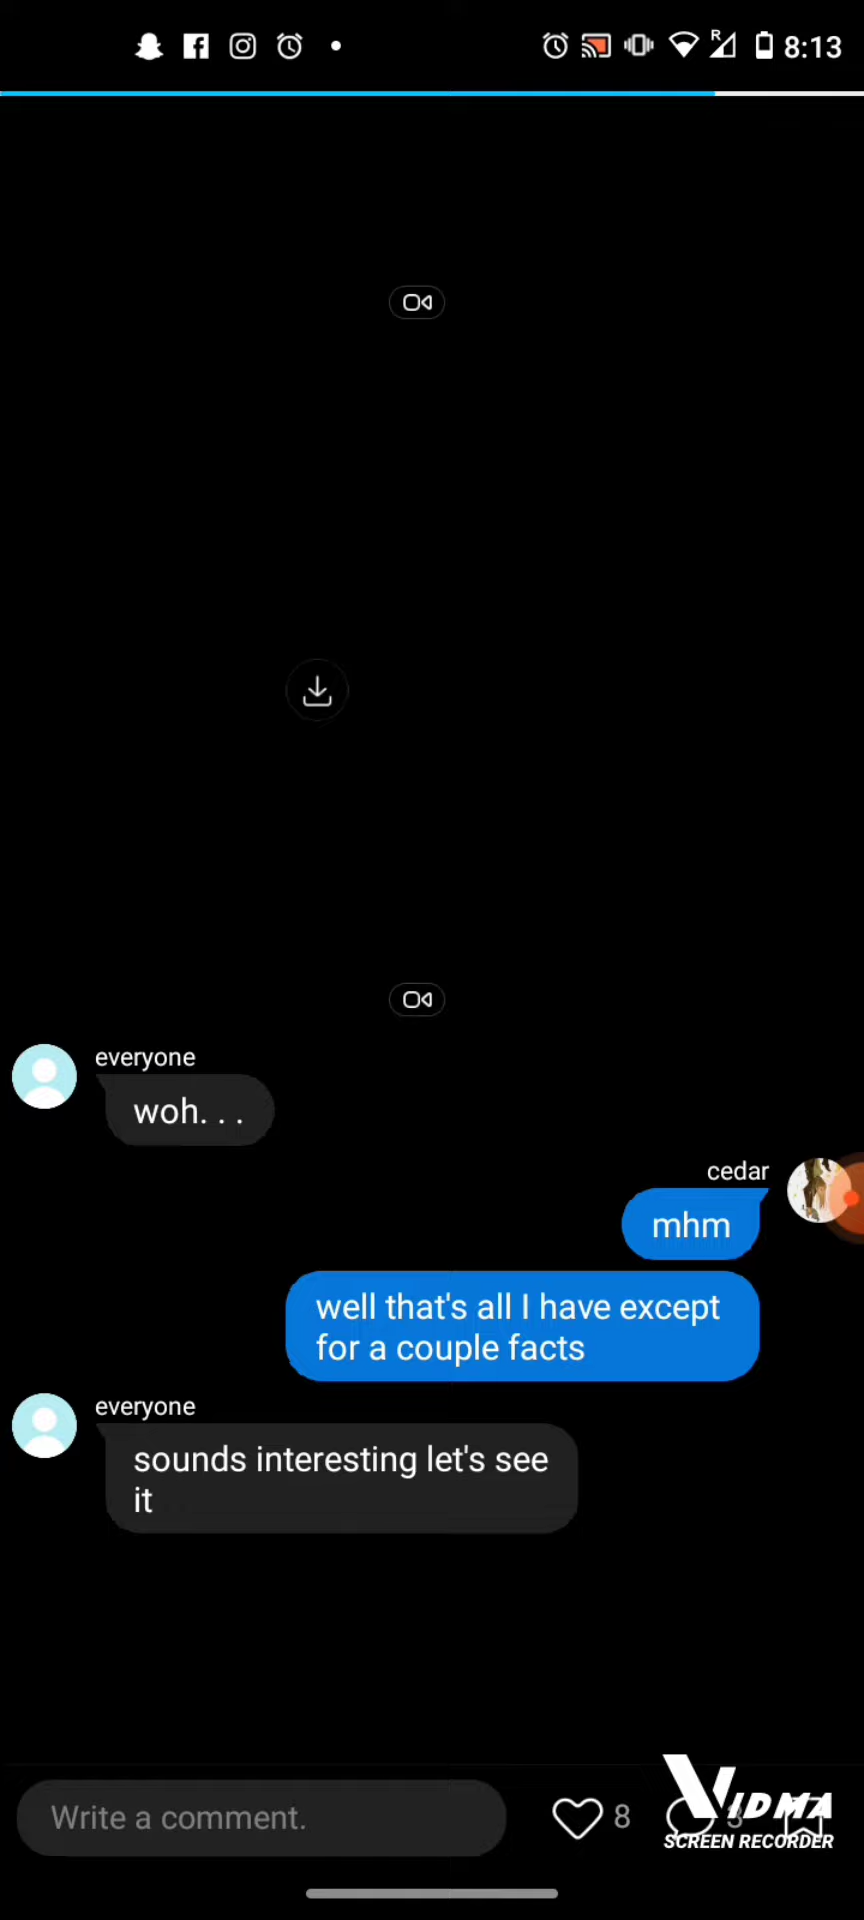 R
8:13
everyone
woh. . .
cedar
mhm
well that's all I have except
for a couple facts
everyone
sounds interesting let's see
it
Write a comment.
8
3
VIDMA
SCREEN RECORDER